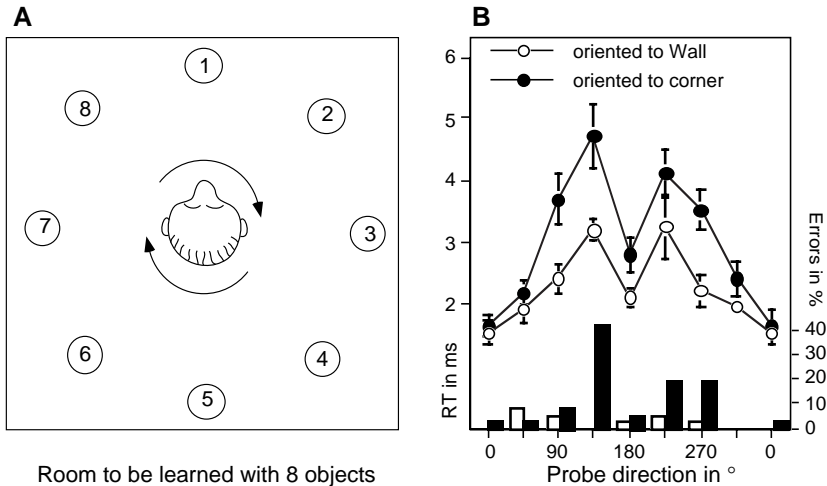 A
1
8
2
7
3
6
4
5
Room to be learned with 8 objects
B
oriented to Wall
oriented to corner
6
5
4
3
2
RT in ms
Errors in %
40
30
20
10
0
0 90 180 270 0
Probe direction in °